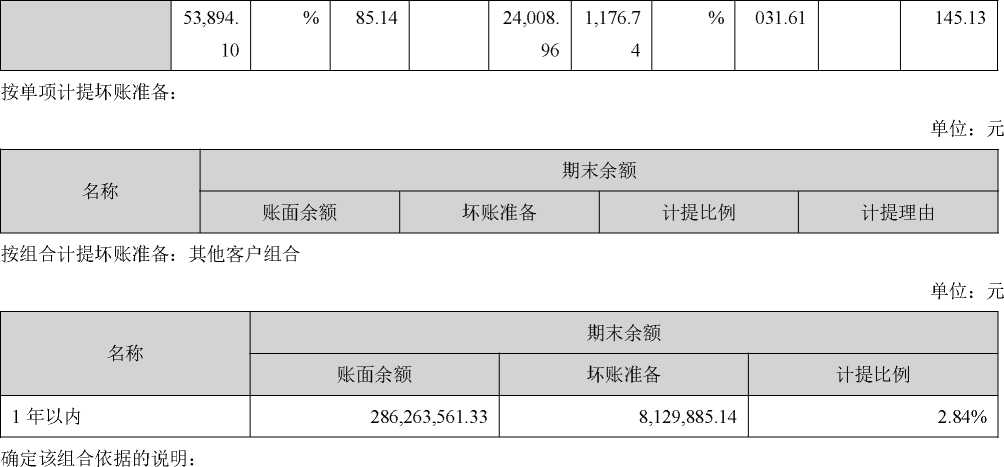 53,894. % 85.14 24,008. 1,176.7 % 031.61 145.13
10 96 4
按单项计提坏账准备：
单位：元
名称 期末余额
账面余额 坏账准备 计提比例 计提理由
按组合计提坏账准备：其他客户组合
单位：元
名称 期末余额
账面余额 坏账准备 计提比例
1 年以内 286,263,561.33 8,129,885.14 2.84%
确定该组合依据的说明：